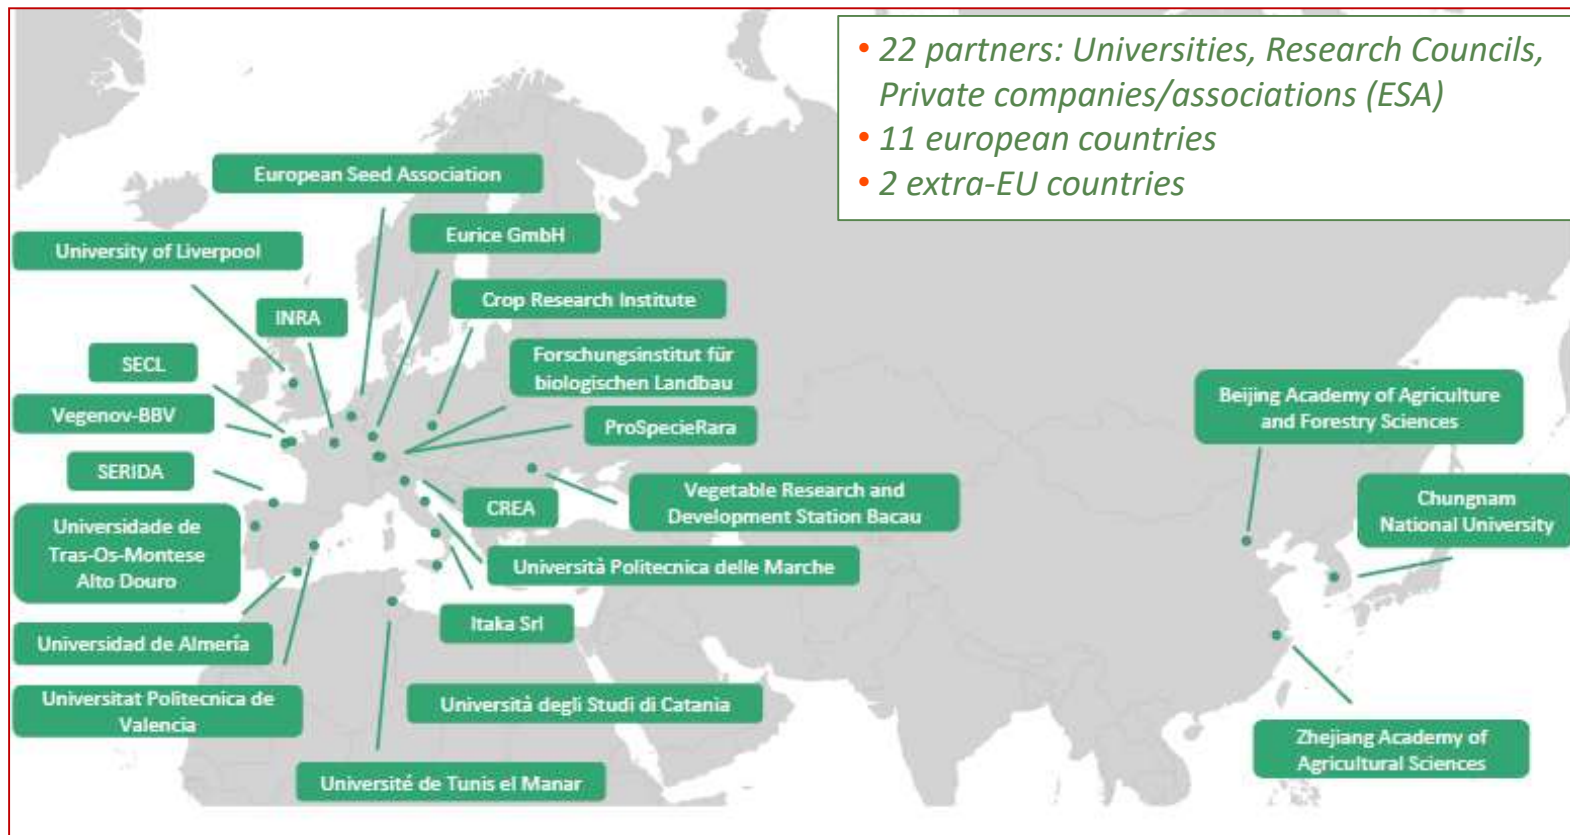 • 22 partners: Universities, Research Councils,
Private companies/associations (ESA)
• 11 european countries
• 2 extra-EU countries
European Seed Association
Eurice GmbH
University of Liverpool
Crop Research Institute
INRA
SECL
Forschungsinstitut für
biologischen Landbau
Vegenov-BBV
ProSpecieRara
Beijing Academy of Agriculture
and Forestry Sciences
SERIDA
CREA
Vegetable Research and
Development Station Bacau
Chungnam
National University
Universidade de
Tras-Os-Montese
Alto Douro
Università Politecnica delle Marche
Itaka Srl
Universidad de Almería
Universitat Politecnica de
Valencia
Università degli Studi di Catania
Zhejiang Academy of
Agricultural Sciences
Université de Tunis el Manar